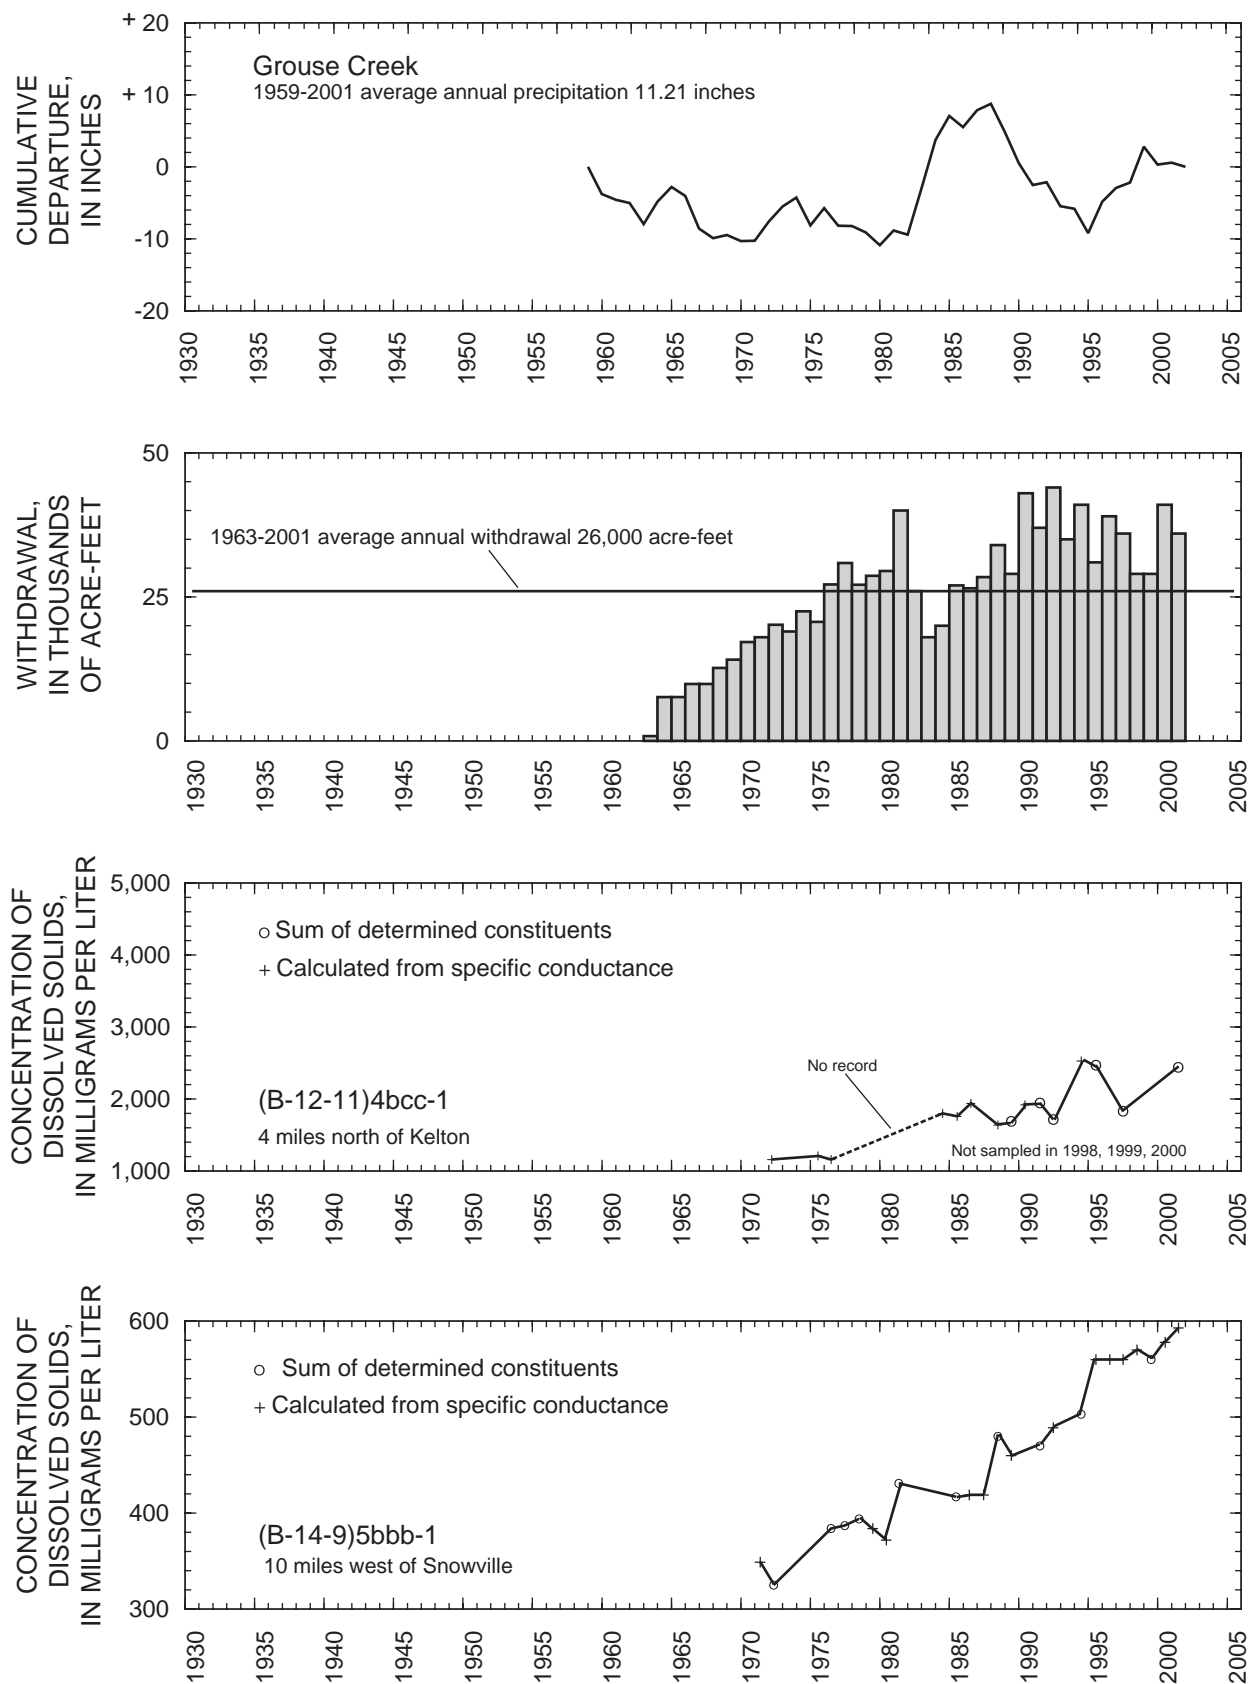 CUMULATIVE
DEPARTURE,
IN INCHES
+ 20
+ 10
0
-10
-20
Grouse Creek
1959-2001 average annual precipitation 11.21 inches
1930 1935 1940 1945 1950 1955 1960 1965 1970 1975 1980 1985 1990 1995 2000 2005
WITHDRAWAL,
IN THOUSANDS
OF ACRE-FEET
50
25
0
1963-2001 average annual withdrawal 26,000 acre-feet
1930 1935 1940 1945 1950 1955 1960 1965 1970 1975 1980 1985 1990 1995 2000 2005
CONCENTRATION OF
DISSOLVED SOLIDS,
IN MILLIGRAMS PER LITER
5,000
4,000
3,000
2,000
1,000
Sum of determined constituents
+ Calculated from specific conductance
No record
(B-12-11)4bcc-1
4 miles north of Kelton
Not sampled in 1998, 1999, 2000
1930 1935 1940 1945 1950 1955 1960 1965 1970 1975 1980 1985 1990 1995 2000 2005
CONCENTRATION OF
DISSOLVED SOLIDS,
IN MILLIGRAMS PER LITER
600
500
400
300
Sum of determined constituents
+ Calculated from specific conductance
(B-14-9)5bbb-1
10 miles west of Snowville
1930 1935 1940 1945 1950 1955 1960 1965 1970 1975 1980 1985 1990 1995 2000 2005